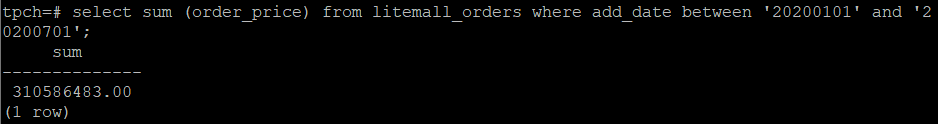 tpch=# select sum (order_price) from litemall_orders where add_date between '20200101' and '2
0200701';
     sum
--------------
 310586483.00
(1 row)